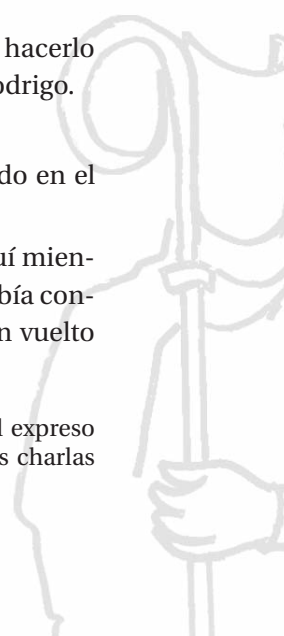 hacerlo
odrigo.
do en el
uí mien-
bía con-
n vuelto
l expreso
s charlas